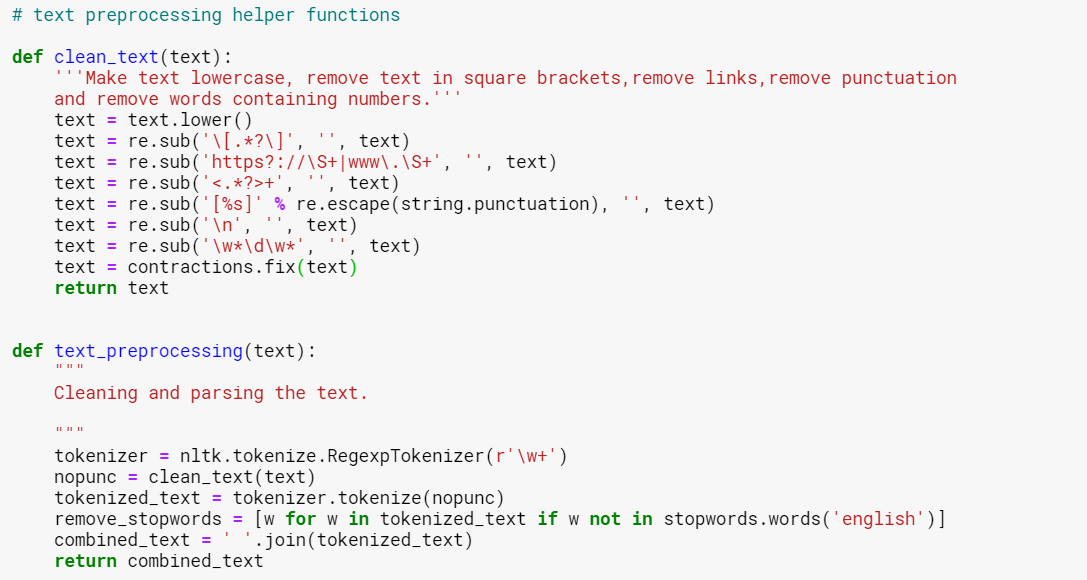 # text preprocessing helper functions

def clean_text(text):
    '''Make text lowercase, remove text in square brackets,remove links,remove punctuation
    and remove words containing numbers.'''
    text = text.lower()
    text = re.sub('\[.*?\]', '', text)
    text = re.sub('https?://\S+|www\.\S+', '', text)
    text = re.sub('<.*?>+', '', text)
    text = re.sub('[%s]' % re.escape(string.punctuation), '', text)
    text = re.sub('\n', '', text)
    text = re.sub('\w*\d\w*', '', text)
    text = contractions.fix(text)
    return text


def text_preprocessing(text):
    """
    Cleaning and parsing the text.

    """
    tokenizer = nltk.tokenize.RegexpTokenizer(r'\w+')
    nopunc = clean_text(text)
    tokenized_text = tokenizer.tokenize(nopunc)
    remove_stopwords = [w for w in tokenized_text if w not in stopwords.words('english')]
    combined_text = ' '.join(tokenized_text)
    return combined_text